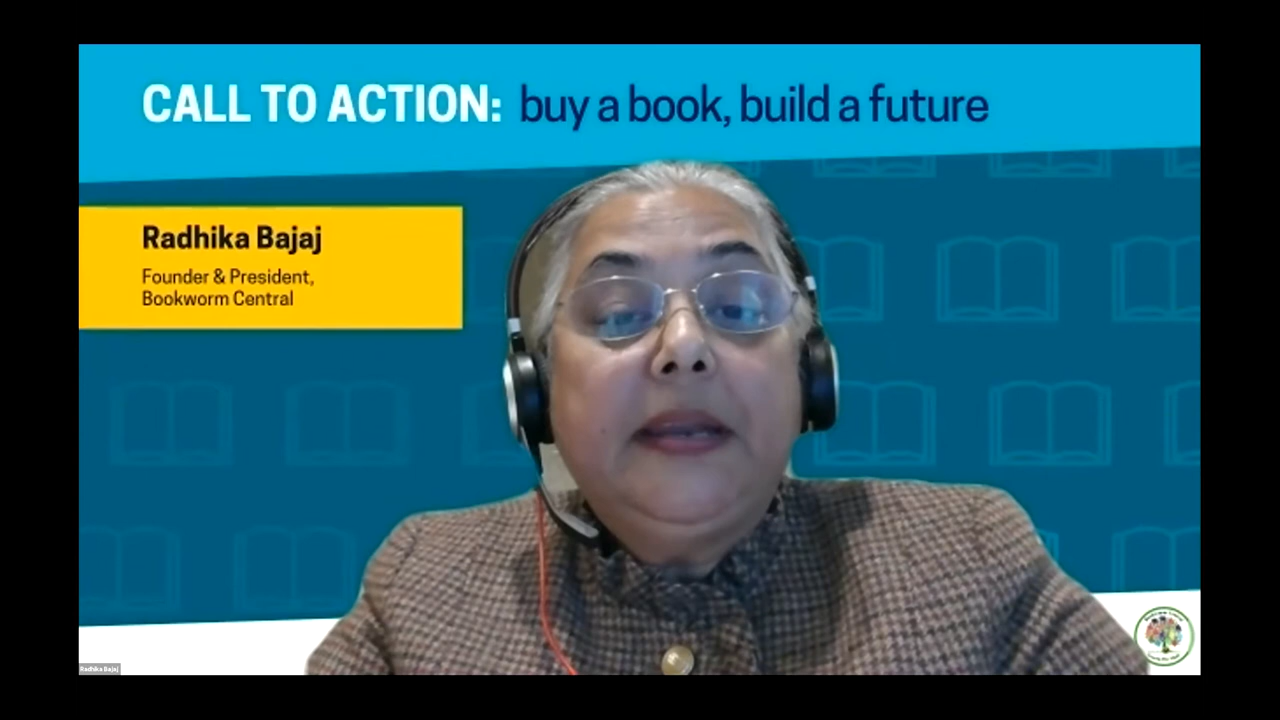 CALL TO ACTION: buy a book, build a future
Radhika Bajaj
Founder & President,
Bookworm Central
Radhika Bajaj